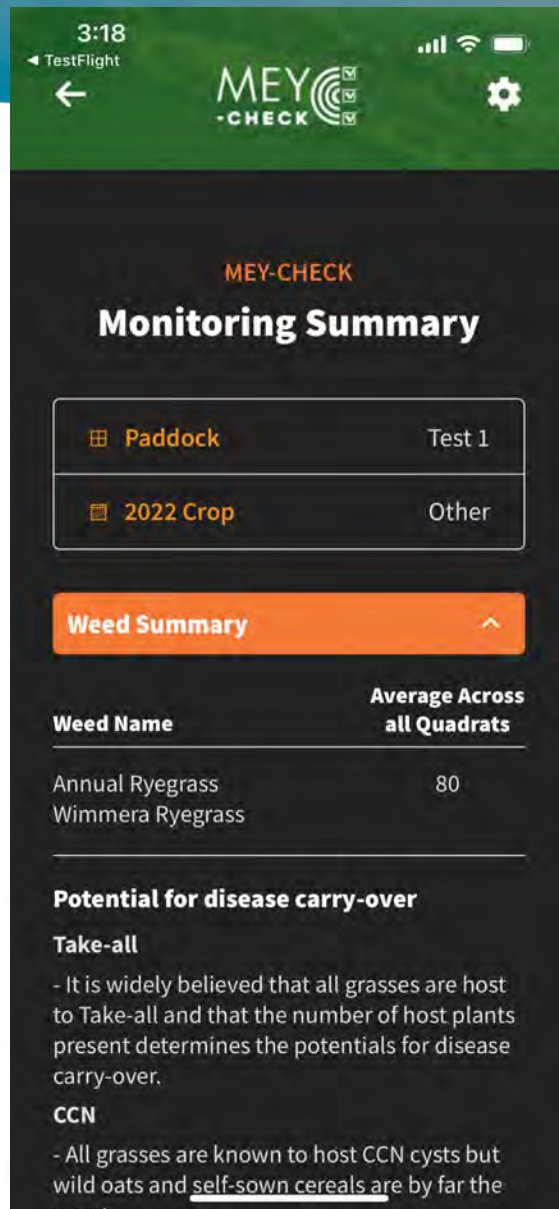 3:18
◄ TestFlight
MEY
-CHECK
MEY-CHECK
Monitoring Summary
Paddock Test 1
2022 Crop Other
Weed Summary
Weed Name Average Across all Quadrats
Annual Ryegrass 80
Wimmera Ryegrass
Potential for disease carry-over
Take-all
- It is widely believed that all grasses are host
to Take-all and that the number of host plants
present determines the potentials for disease
carry-over.
CCN
- All grasses are known to host CCN cysts but
wild oats and self-sown cereals are by far the